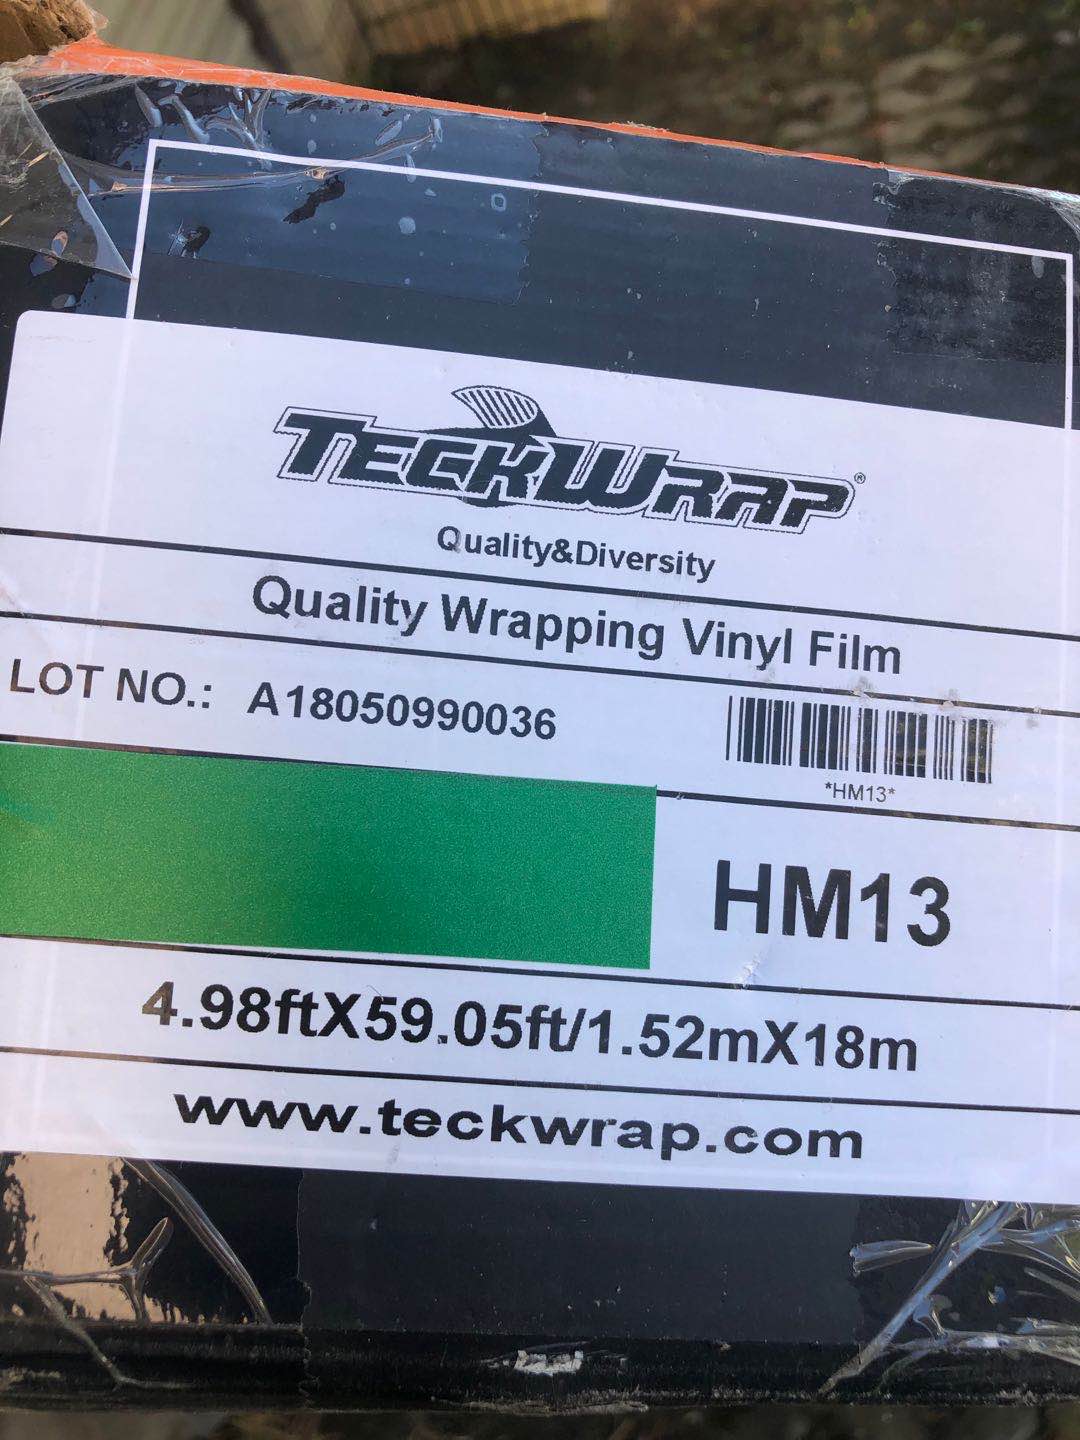 TECKWRAP®
Quality&Diversity
Quality Wrapping Vinyl Film
LOT NO.: A18050990036
*HM13*
HM13
4.98ftX59.05ft/1.52mX18m
www.teckwrap.com